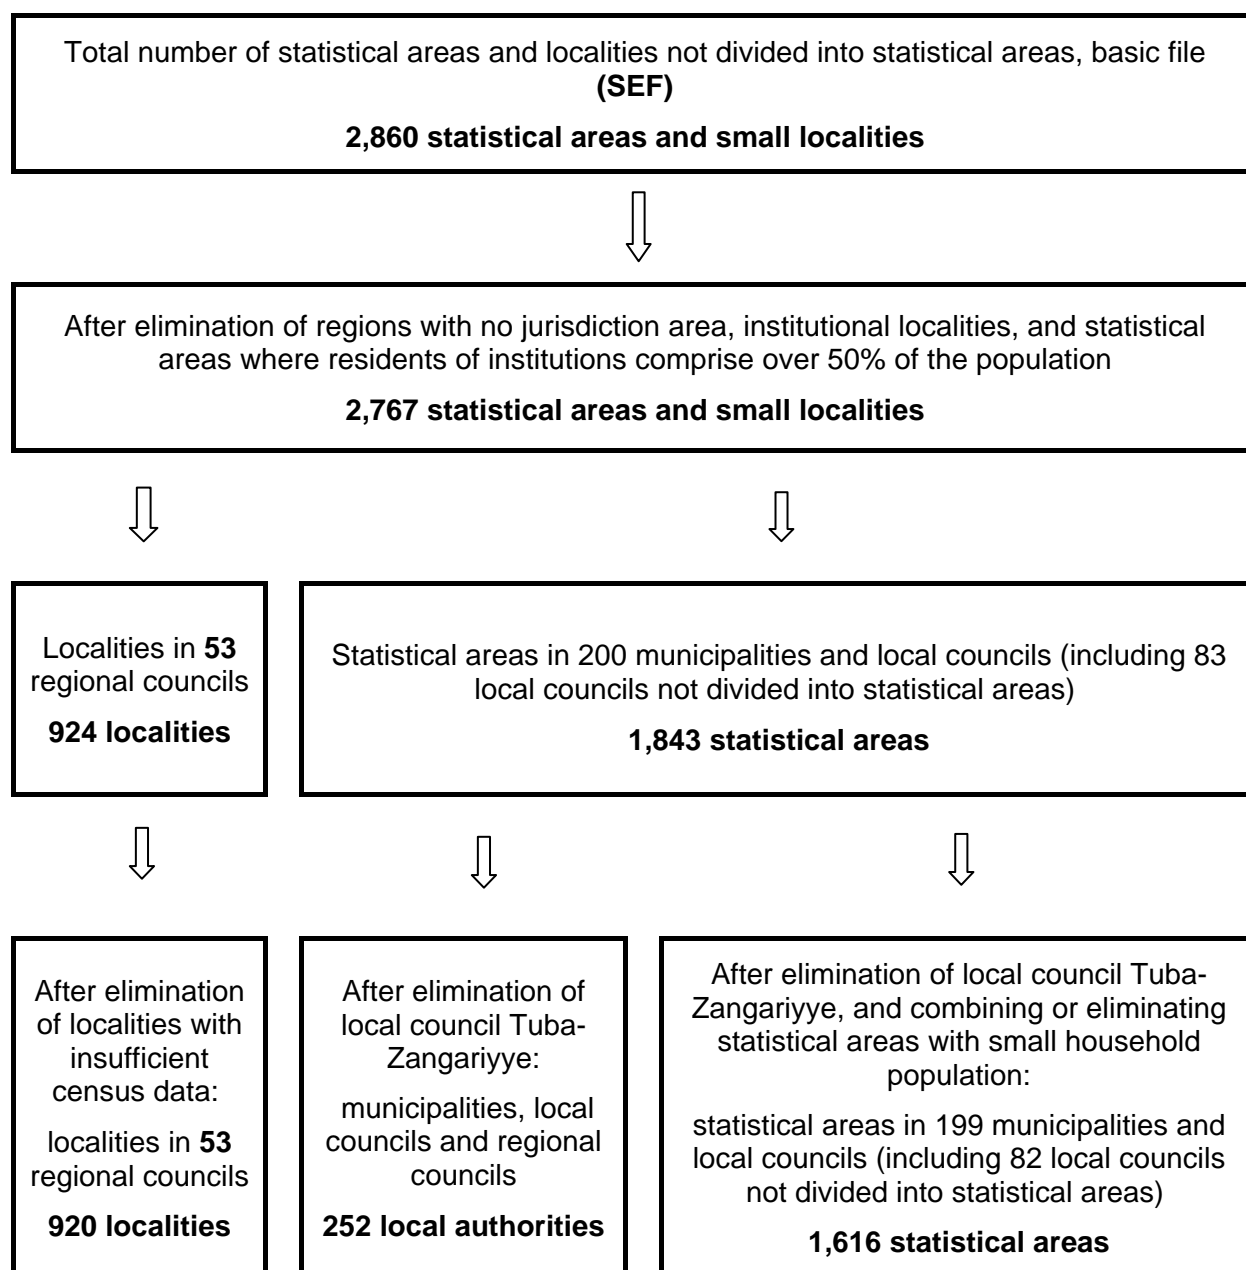 Total number of statistical areas and localities not divided into statistical areas, basic file
(SEF)
2,860 statistical areas and small localities
After elimination of regions with no jurisdiction area, institutional localities, and statistical
areas where residents of institutions comprise over 50% of the population
2,767 statistical areas and small localities
Localities in 53
regional councils
924 localities
Statistical areas in 200 municipalities and local councils (including 83
local councils not divided into statistical areas)
1,843 statistical areas
After elimination
of localities with
insufficient
census data:
localities in 53
regional councils
920 localities
After elimination of
local council Tuba-
Zangariyye:
municipalities, local
councils and regional
councils
252 local authorities
After elimination of local council Tuba-
Zangariyye, and combining or eliminating
statistical areas with small household
population:
statistical areas in 199 municipalities and
local councils (including 82 local councils
not divided into statistical areas)
1,616 statistical areas